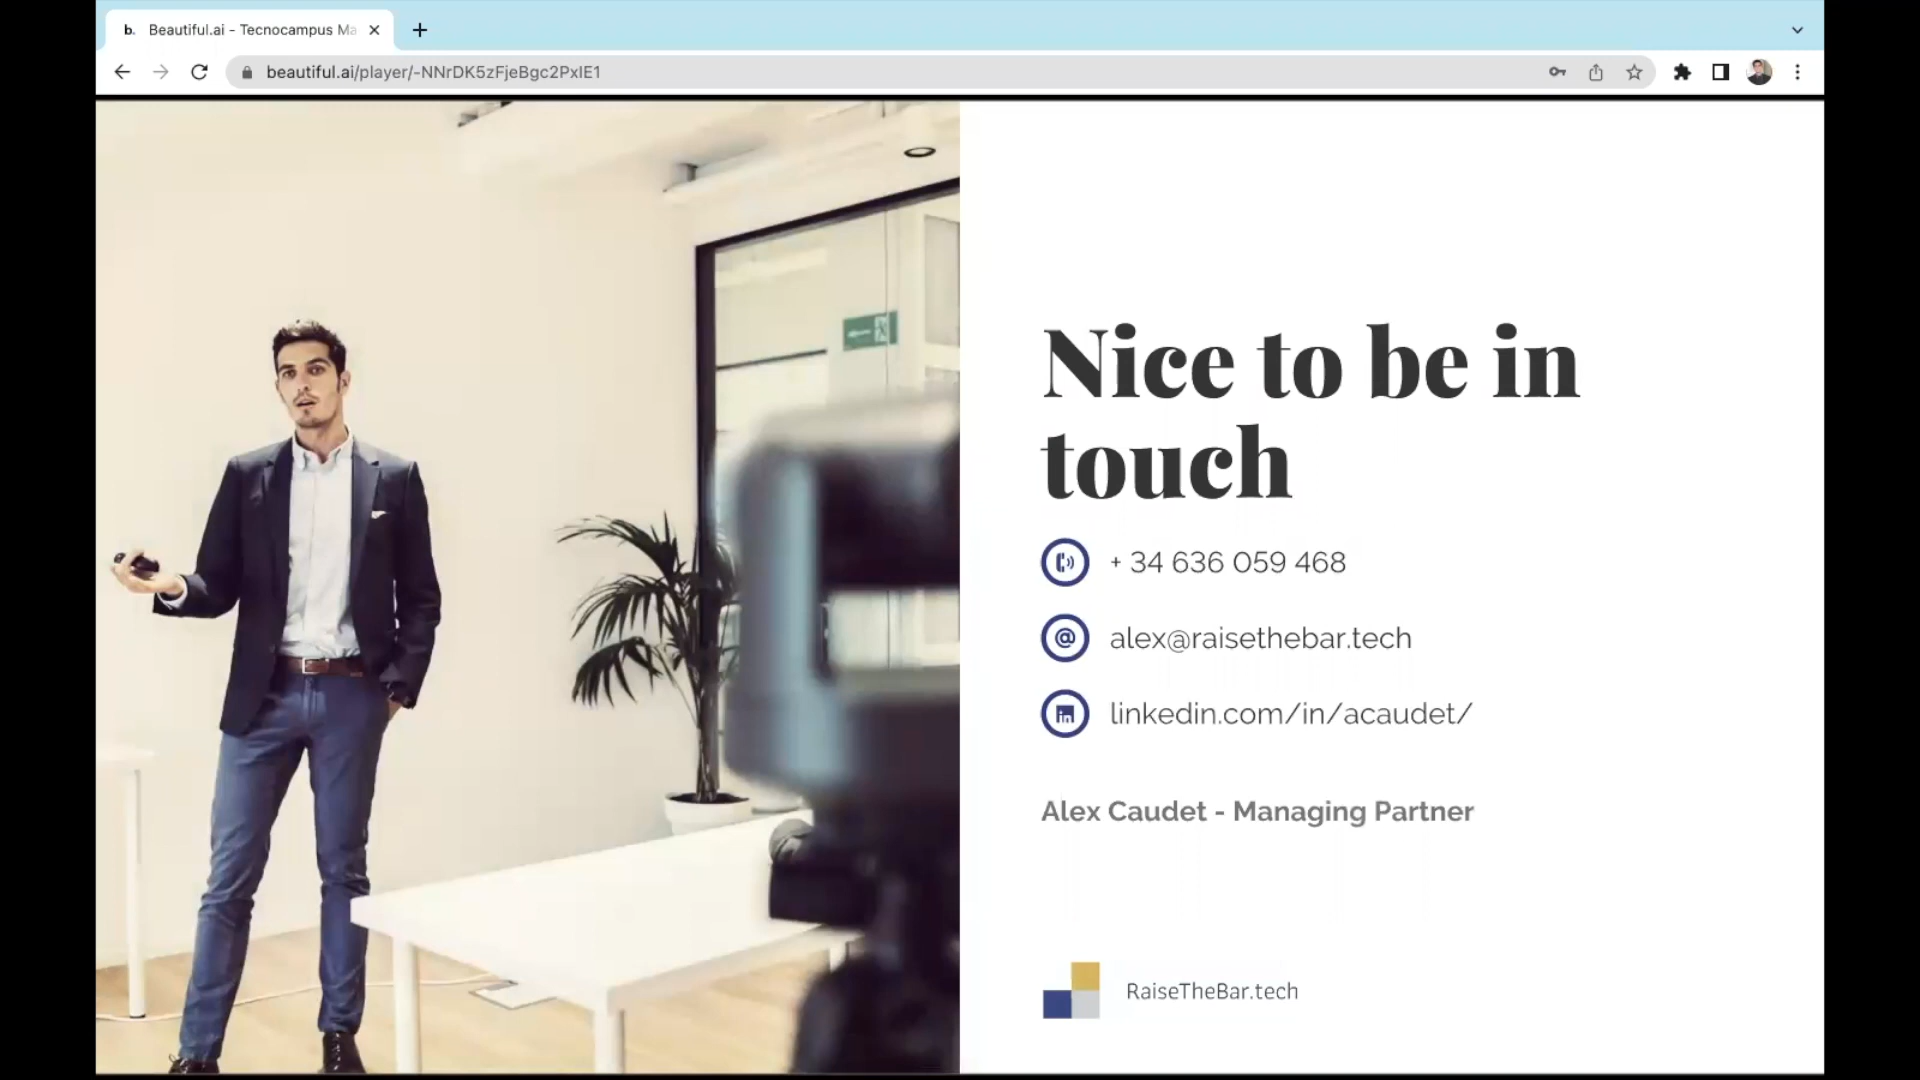 b. Beautiful.ai - Tecnocampus Ma
beautiful.ai/player/-NNrDK5zFjeBgc2PxIE1
Nice to be in
touch
+ 34 636 059 468
@ alex@raisethebar.tech
in linkedin.com/in/acaudet/
Alex Caudet - Managing Partner
RaiseTheBar.tech